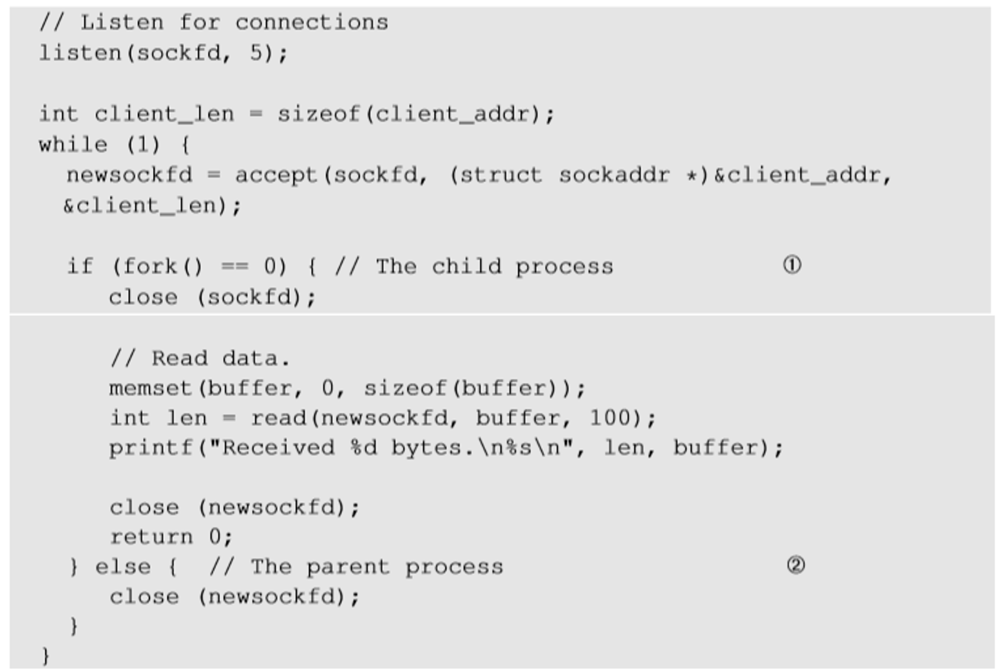 // Listen for connections
listen(sockfd, 5);
int client_len = sizeof(client_addr);
while (1) {
newsockfd = accept(sockfd, (struct sockaddr *)&client_addr,
&client_len);
if (fork() == 0) { // The child process ①
close (sockfd);
// Read data.
memset(buffer, 0, sizeof(buffer));
int len = read(newsockfd, buffer, 100);
printf("Received %d bytes.\n%s\n", len, buffer);
close (newsockfd);
return 0;
} else { // The parent process ②
close (newsockfd);
}
}